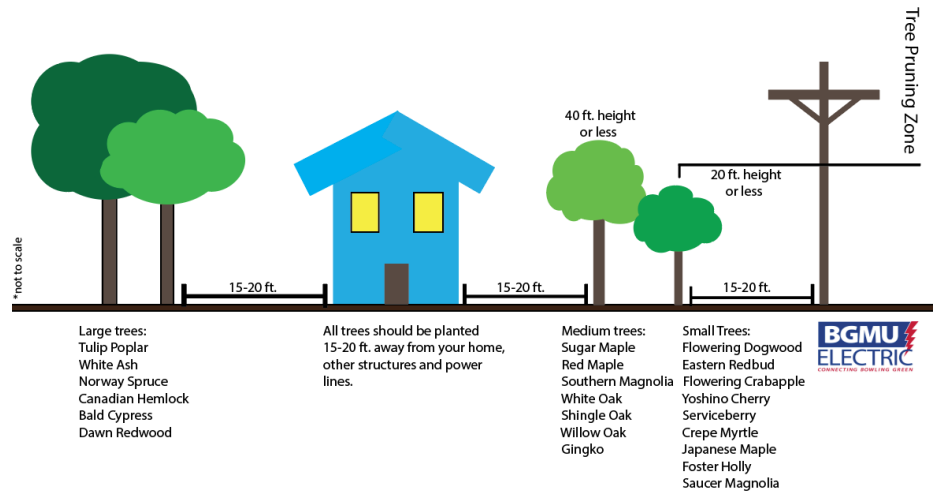 Tree Pruning Zone
40 ft. height
or less
20 ft. height
or less
*not to scale
15-20 ft.
15-20 ft.
15-20 ft.
Large trees:
Tulip Poplar
White Ash
Norway Spruce
Canadian Hemlock
Bald Cypress
Dawn Redwood
All trees should be planted
15-20 ft. away from your home,
other structures and power
lines.
Medium trees:
Sugar Maple
Red Maple
Southern Magnolia
White Oak
Shingle Oak
Willow Oak
Gingko
Small Trees:
Flowering Dogwood
Eastern Redbud
Flowering Crabapple
Yoshino Cherry
Serviceberry
Crepe Myrtle
Japanese Maple
Foster Holly
Saucer Magnolia
BGMU
ELECTRIC
CONNECTING BOWLING GREEN